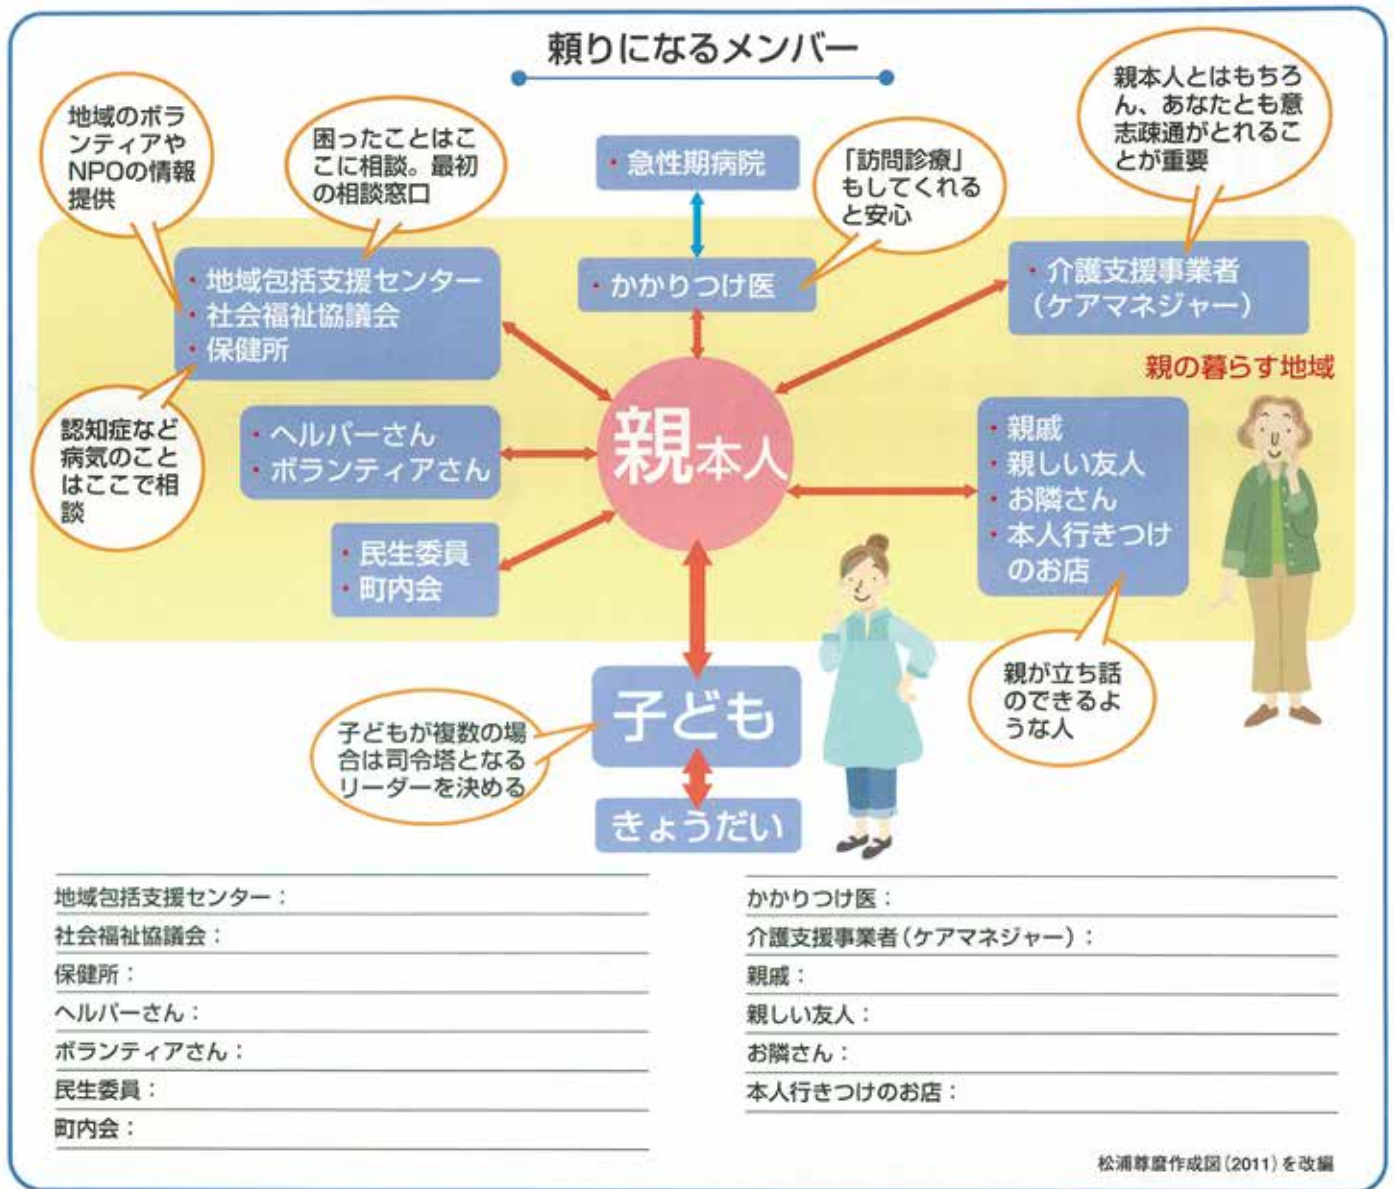 頼りになるメンバー
地域のボラ
ンティアや
NPOの情報
提供
困ったことはこ
こに相談。最初
の相談窓口
・急性期病院
「訪問診療」
もしてくれる
と安心
親本人とはもちろ
ん、あなたとも意
志疎通がとれるこ
とが重要
・地域包括支援センター
・社会福祉協議会
・保健所
・かかりつけ医
・介護支援事業者
（ケアマネジャー）
親の暮らす地域
認知症など
病気のこと
はここで相
談
・ヘルパーさん
・ボランティアさん
親本人
・親戚
・親しい友人
・お隣さん
・本人行きつけ
のお店
・民生委員
・町内会
親が立ち話
のできるよ
うな人
子どもが複数の場
合は司令塔となる
リーダーを決める
子ども
きょうだい
地域包括支援センター：
社会福祉協議会：
保健所：
ヘルパーさん：
ボランティアさん：
民生委員：
町内会：
かかりつけ医：
介護支援事業者（ケアマネジャー）：
親戚：
親しい友人：
お隣さん：
本人行きつけのお店：
松浦尊麿作成図（2011）を改編